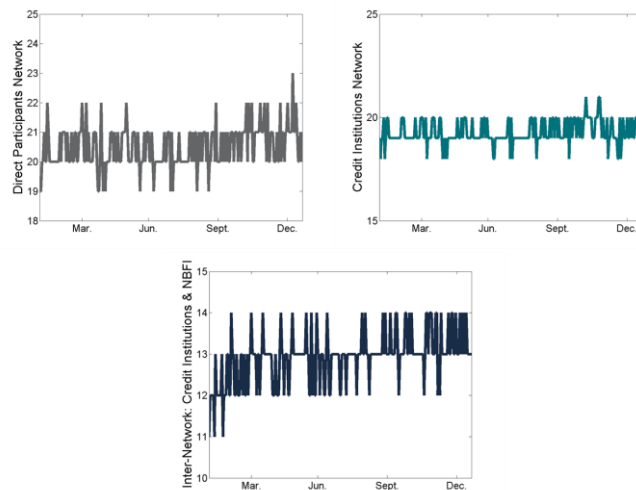 Direct Participants Network
25
24
23
22
21
20
19
18
Mar.
Jun.
Sept.
Dec.
Credit Institutions Network
25
20
15
Mar.
Jun.
Sept.
Dec.
Inter-Network: Credit Institutions & NBFI
15
14
13
12
11
10
Mar.
Jun.
Sept.
Dec.